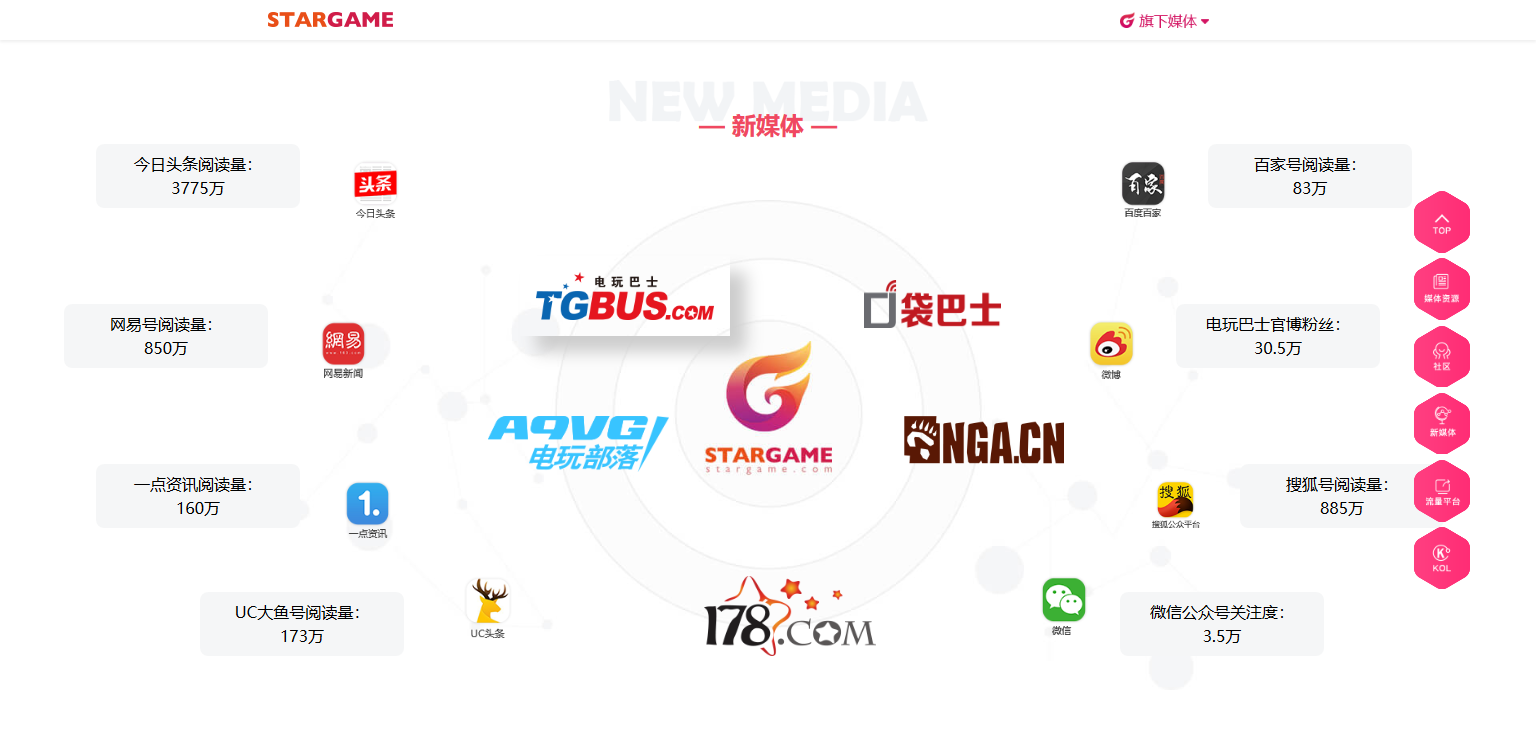 STARGAME
旗下媒体
NEW MEDIA
— 新媒体 —
今日头条阅读量：
3775万
头条
今日头条
百家
百度百家
百家号阅读量：
83万
TOP
电玩巴士
TGBUS.COM
口袋巴士
媒体资源
网易号阅读量：
850万
網易
www.163.com
网易新闻
微博
电玩巴士官博粉丝：
30.5万
社区
A9VG!
电玩部落
STARGAME
stargame.com
NGA.CN
新媒体
一点资讯阅读量：
160万
1.
一点资讯
搜狐
搜狐公众平台
搜狐号阅读量：
885万
流量平台
K
KOL
UC大鱼号阅读量：
173万
UC头条
178.COM
微信
微信公众号关注度：
3.5万